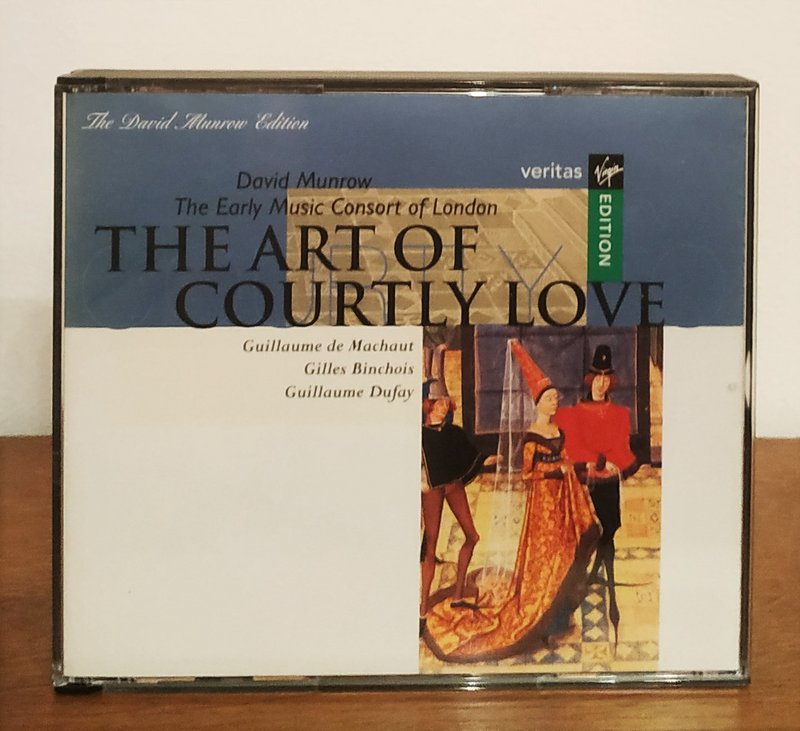 The David Munrow Edition
veritas
Virgin
EDITION
David Munrow
The Early Music Consort of London
THE ART OF
COURTLY LOVE
Guillaume de Machaut
Gilles Binchois
Guillaume Dufay